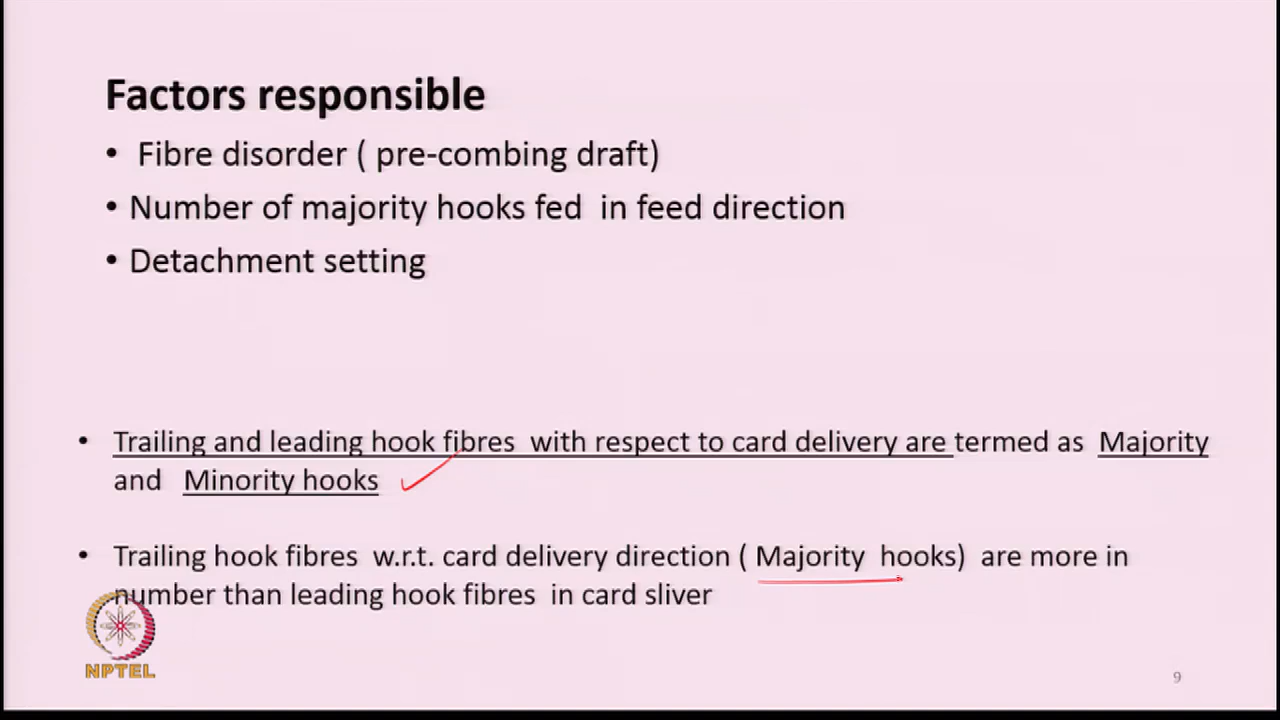 Factors responsible
• Fibre disorder ( pre-combing draft)
• Number of majority hooks fed in feed direction
• Detachment setting
• Trailing and leading hook fibres with respect to card delivery are termed as Majority
and Minority hooks
• Trailing hook fibres w.r.t. card delivery direction ( Majority hooks) are more in
number than leading hook fibres in card sliver
NPTEL
9